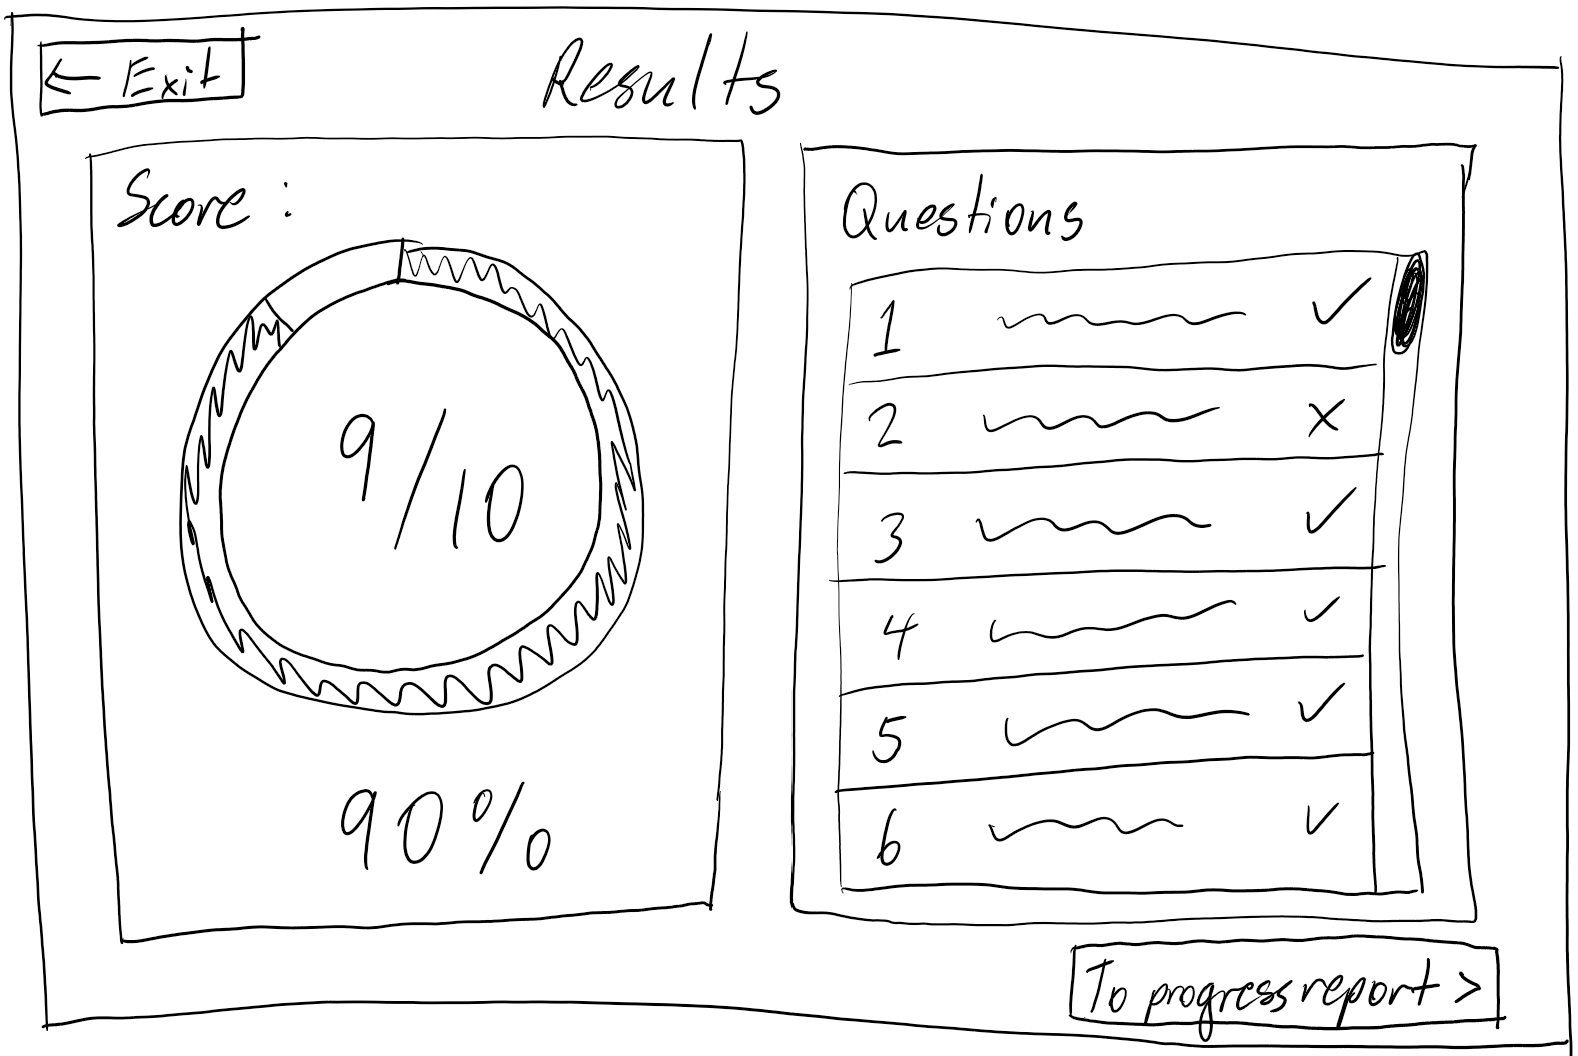 ← Exit
Results
Score :
9/10
90%
Questions
1 ✓
2 ✗
3 ✓
4 ✓
5 ✓
6 ✓
To progress report >